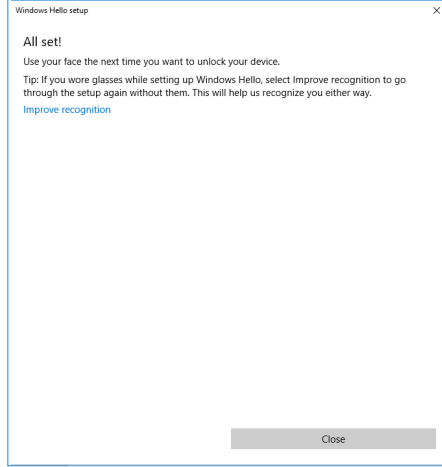 Windows Hello setup
All set!
Use your face the next time you want to unlock your device.
Tip: If you wore glasses while setting up Windows Hello, select Improve recognition to go
through the setup again without them. This will help us recognize you either way.
Improve recognition
Close